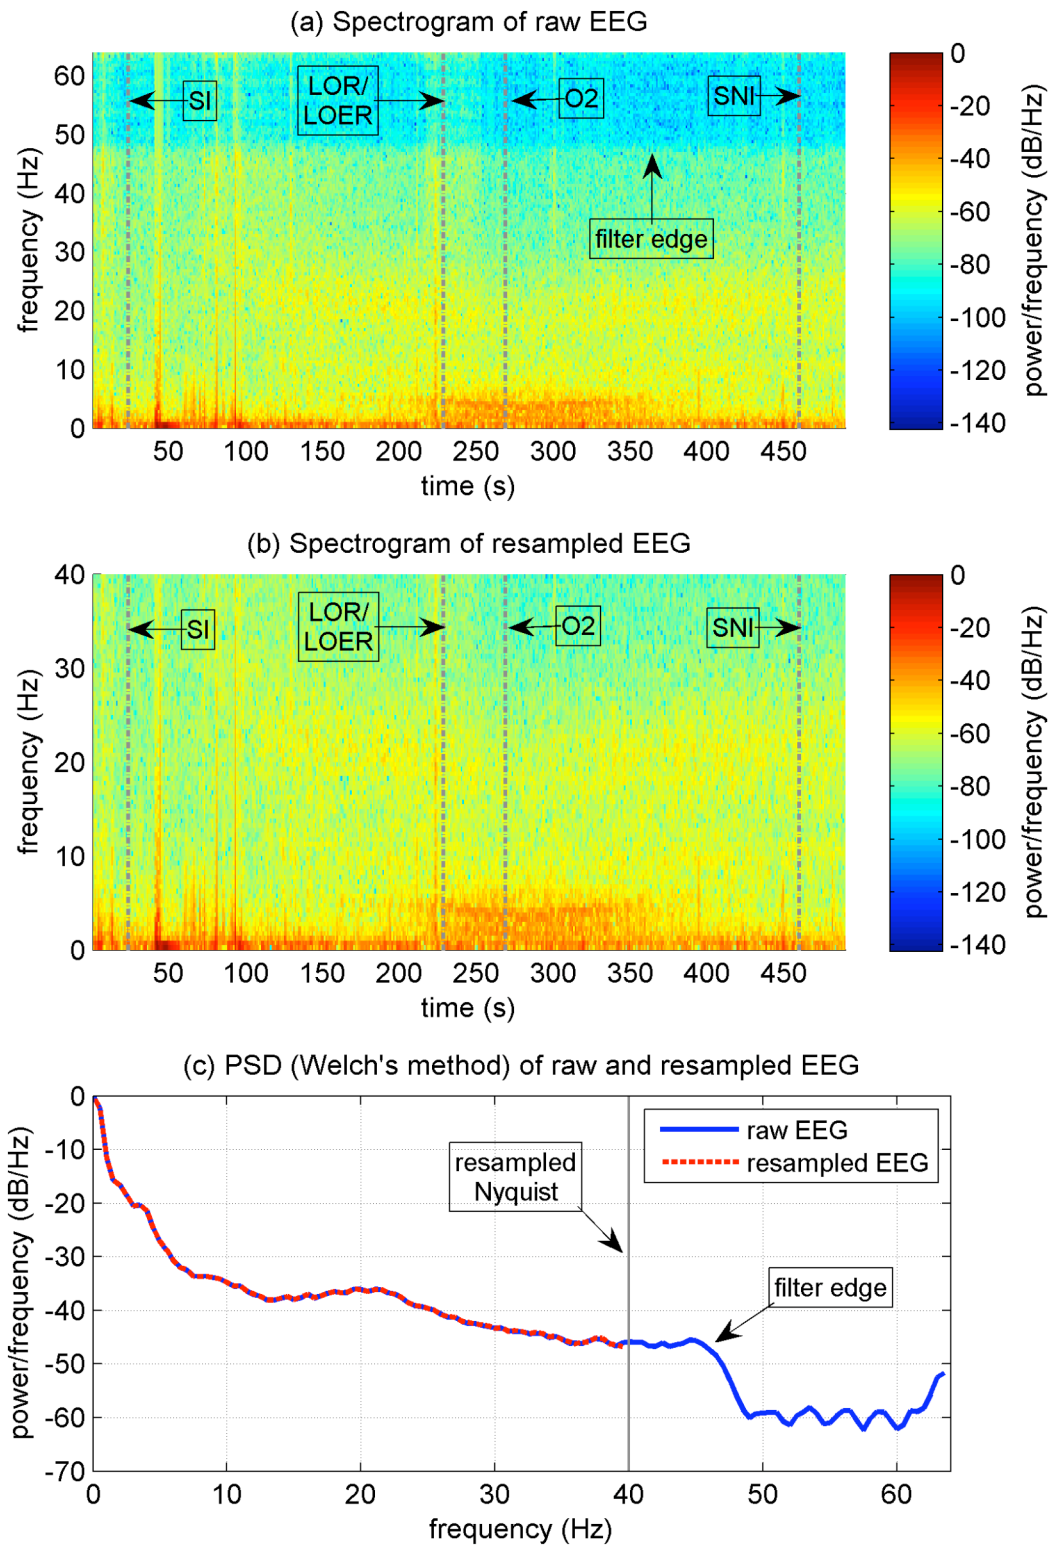 (a) Spectrogram of raw EEG
frequency (Hz)
60
50
40
30
20
10
0
SI
LOR/
LOER
O2
SNI
filter edge
50 100 150 200 250 300 350 400 450
time (s)
0
-20
-40
-60
-80
-100
-120
-140
power/frequency (dB/Hz)
(b) Spectrogram of resampled EEG
frequency (Hz)
40
30
20
10
0
SI
LOR/
LOER
O2
SNI
50 100 150 200 250 300 350 400 450
time (s)
0
-20
-40
-60
-80
-100
-120
-140
power/frequency (dB/Hz)
(c) PSD (Welch's method) of raw and resampled EEG
power/frequency (dB/Hz)
0
-10
-20
-30
-40
-50
-60
-70
raw EEG
resampled EEG
resampled
Nyquist
filter edge
0 10 20 30 40 50 60
frequency (Hz)